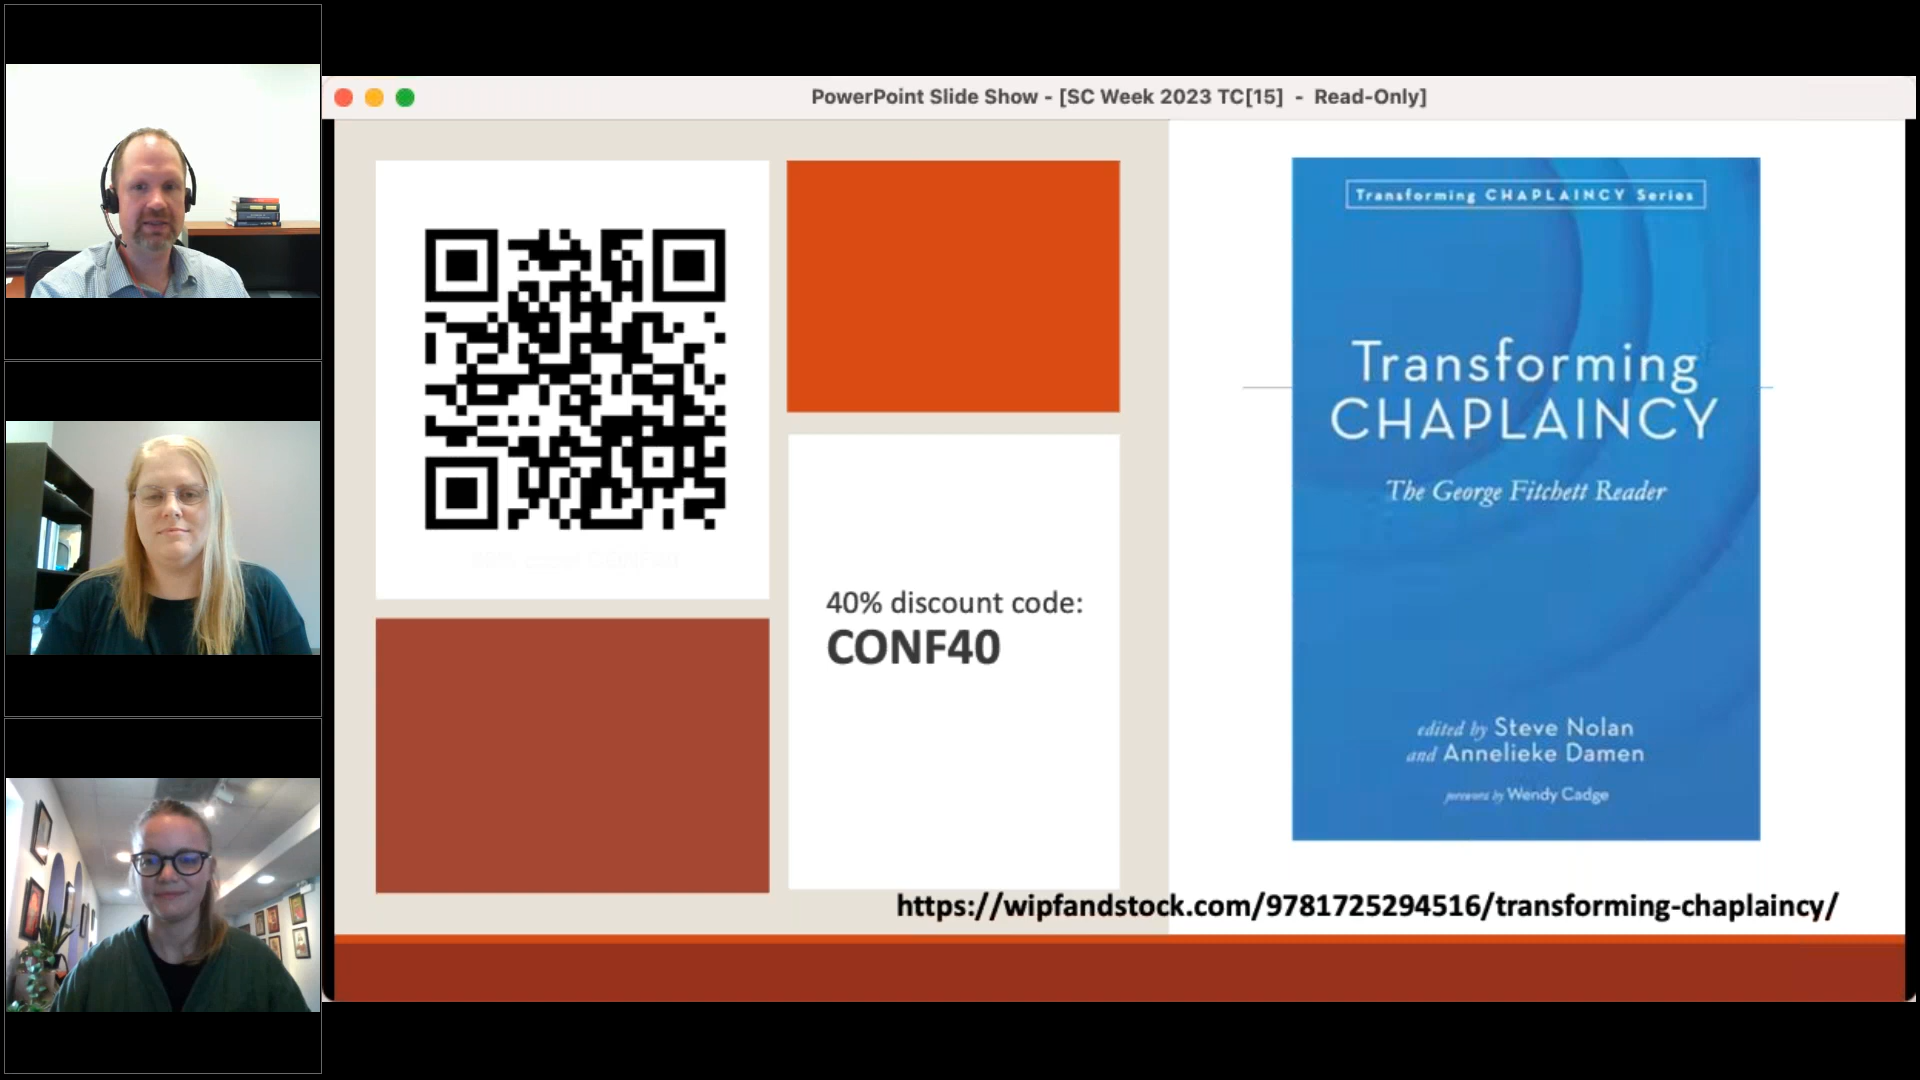 PowerPoint Slide Show - [SC Week 2023 TC[15] - Read-Only]
40% discount code:
CONF40
Transforming CHAPLAINCY Series
Transforming
CHAPLAINCY
The George Fitchett Reader
edited by Steve Nolan
and Annelieke Damen
by Wendy Cadge
https://wipfandstock.com/9781725294516/transforming-chaplaincy/